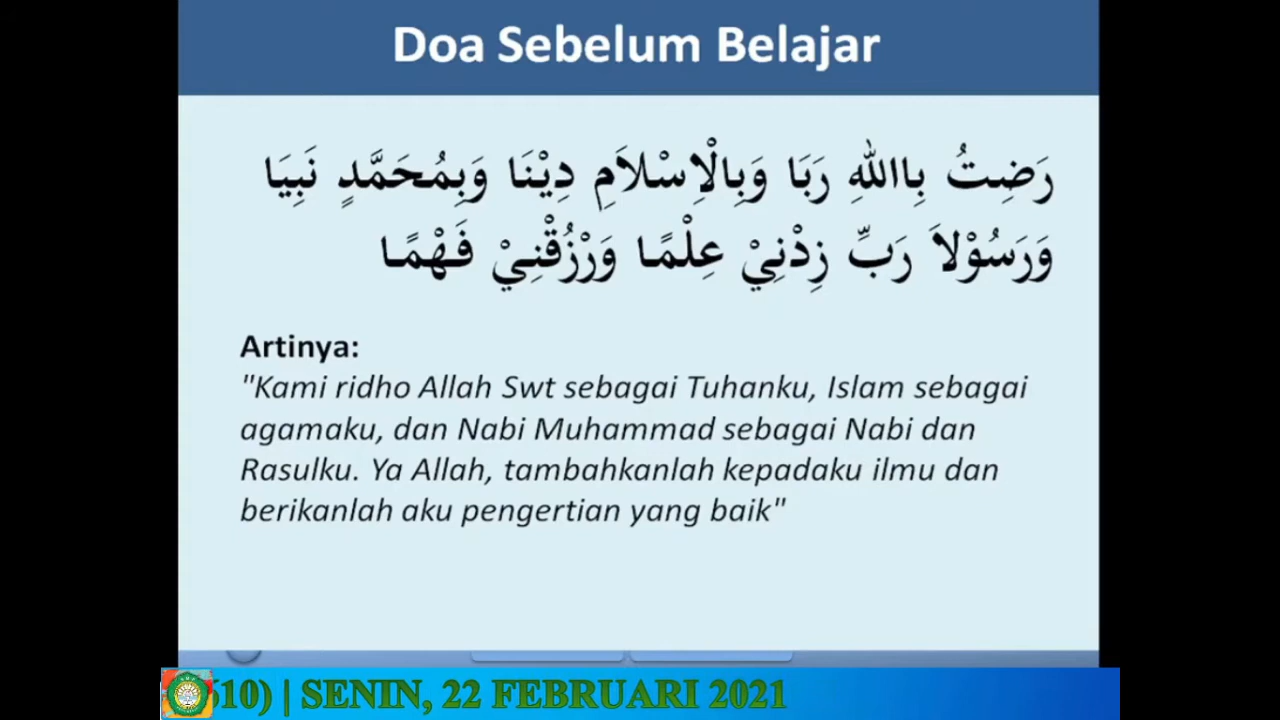 Doa Sebelum Belajar
رَضِتُ بِااللهِ رَبَا وَبِالْاِسْلاَمِ دِيْنَا وَبِمُحَمَّدٍ نَبِيَا
وَرَسُوْلاَ رَبِّ زِدْنِيْ عِلْمًا وَرْزُقْنِيْ فَهْمًا
Artinya:
"Kami ridho Allah Swt sebagai Tuhanku, Islam sebagai
agamaku, dan Nabi Muhammad sebagai Nabi dan
Rasulku. Ya Allah, tambahkanlah kepadaku ilmu dan
berikanlah aku pengertian yang baik"
610) | SENIN, 22 FEBRUARI 2021